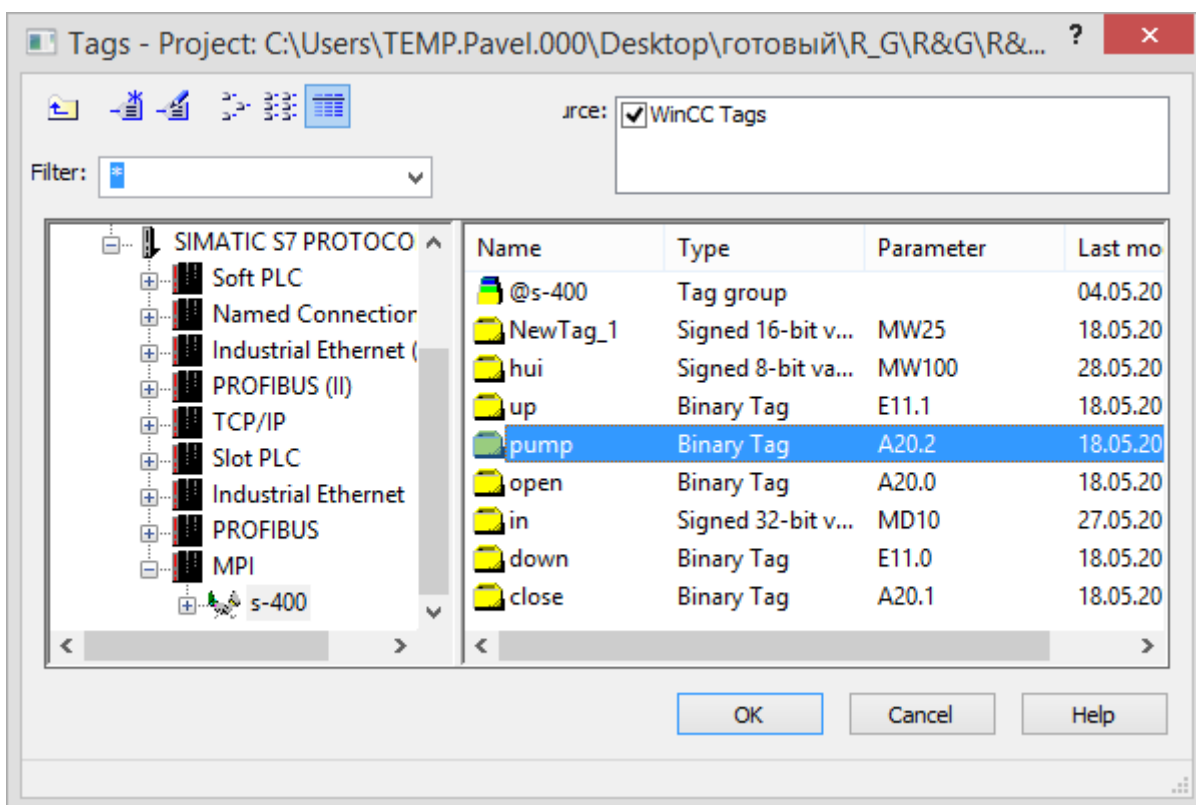 Tags - Project: C:\Users\TEMP.Pavel.000\Desktop\готовый\R_G\R&G\R&... ?
urce: WinCC Tags
Filter: *
SIMATIC S7 PROTOCO
Soft PLC
Named Connection
Industrial Ethernet (
PROFIBUS (II)
TCP/IP
Slot PLC
Industrial Ethernet
PROFIBUS
MPI
s-400
Name Type Parameter Last mo
@s-400 Tag group 04.05.20
NewTag_1 Signed 16-bit v... MW25 18.05.20
hui Signed 8-bit va... MW100 28.05.20
up Binary Tag E11.1 18.05.20
pump Binary Tag A20.2 18.05.20
open Binary Tag A20.0 18.05.20
in Signed 32-bit v... MD10 27.05.20
down Binary Tag E11.0 18.05.20
close Binary Tag A20.1 18.05.20
OK Cancel Help